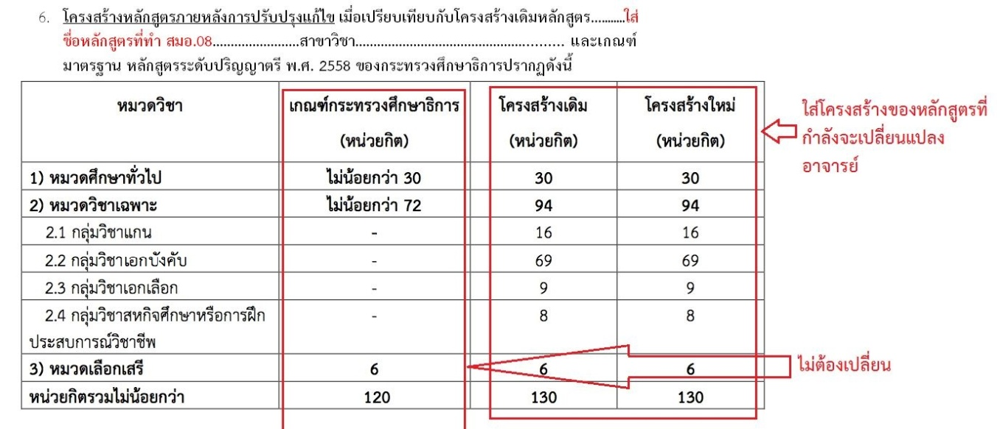 6. โครงสร้างหลักสูตรภายหลังการปรับปรุงแก้ไข เมื่อเปรียบเทียบกับโครงสร้างเดิมหลักสูตร..........ใส่
ชื่อหลักสูตรที่ทำ สมอ.08........................สาขาวิชา.......................................................... และเกณฑ์
มาตรฐาน หลักสูตรระดับปริญญาตรี พ.ศ. 2558 ของกระทรวงศึกษาธิการปรากฏดังนี้
หมวดวิชา เกณฑ์กระทรวงศึกษาธิการ (หน่วยกิต) โครงสร้างเดิม (หน่วยกิต) โครงสร้างใหม่ (หน่วยกิต)
ใส่โครงสร้างของหลักสูตรที่
กำลังจะเปลี่ยนแปลง
อาจารย์
1) หมวดศึกษาทั่วไป ไม่น้อยกว่า 30 30 30
2) หมวดวิชาเฉพาะ ไม่น้อยกว่า 72 94 94
2.1 กลุ่มวิชาแกน - 16 16
2.2 กลุ่มวิชาเอกบังคับ - 69 69
2.3 กลุ่มวิชาเอกเลือก - 9 9
2.4 กลุ่มวิชาสหกิจศึกษาหรือการฝึก - 8 8
ประสบการณ์วิชาชีพ
3) หมวดเลือกเสรี 6 6 6 ไม่ต้องเปลี่ยน
หน่วยกิตรวมไม่น้อยกว่า 120 130 130